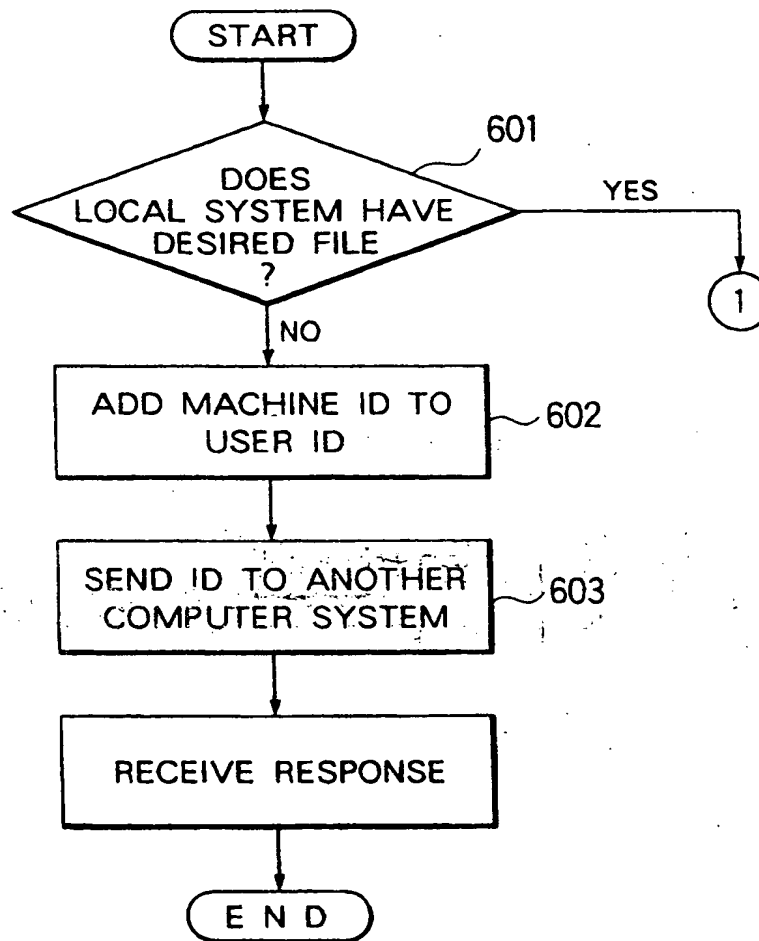 START
601
DOES
LOCAL SYSTEM HAVE
DESIRED FILE
?
YES
1
NO
ADD MACHINE ID TO
USER ID
602
SEND ID TO ANOTHER
COMPUTER SYSTEM
603
RECEIVE RESPONSE
END